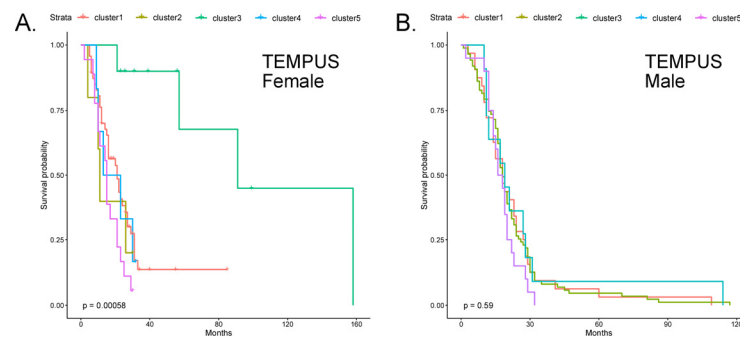 A.
Strata cluster1 cluster2 cluster3 cluster4 cluster5
TEMPUS
Female
1.00
0.75
0.50
0.25
0.00
Survival probability
p = 0.00058
0 40 80 120 160
Months
B.
Strata cluster1 cluster2 cluster3 cluster4 cluster5
TEMPUS
Male
1.00
0.75
0.50
0.25
0.00
Survival probability
p = 0.59
0 30 60 90 120
Months